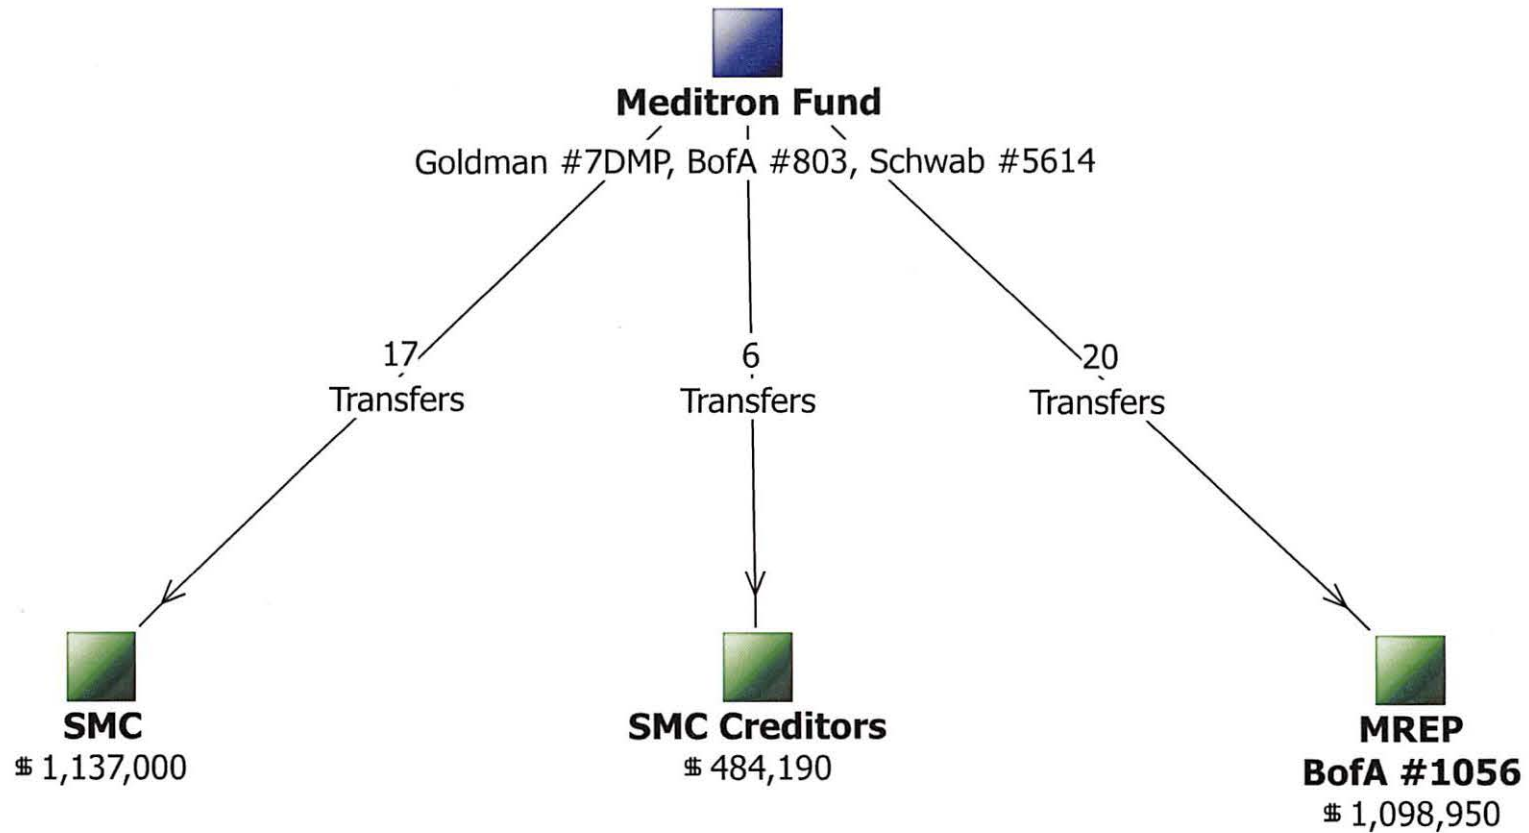 Meditron Fund
Goldman #7DMP, BofA #803, Schwab #5614
17
Transfers
6
Transfers
20
Transfers
SMC
$ 1,137,000
SMC Creditors
$ 484,190
MREP
BofA #1056
$ 1,098,950